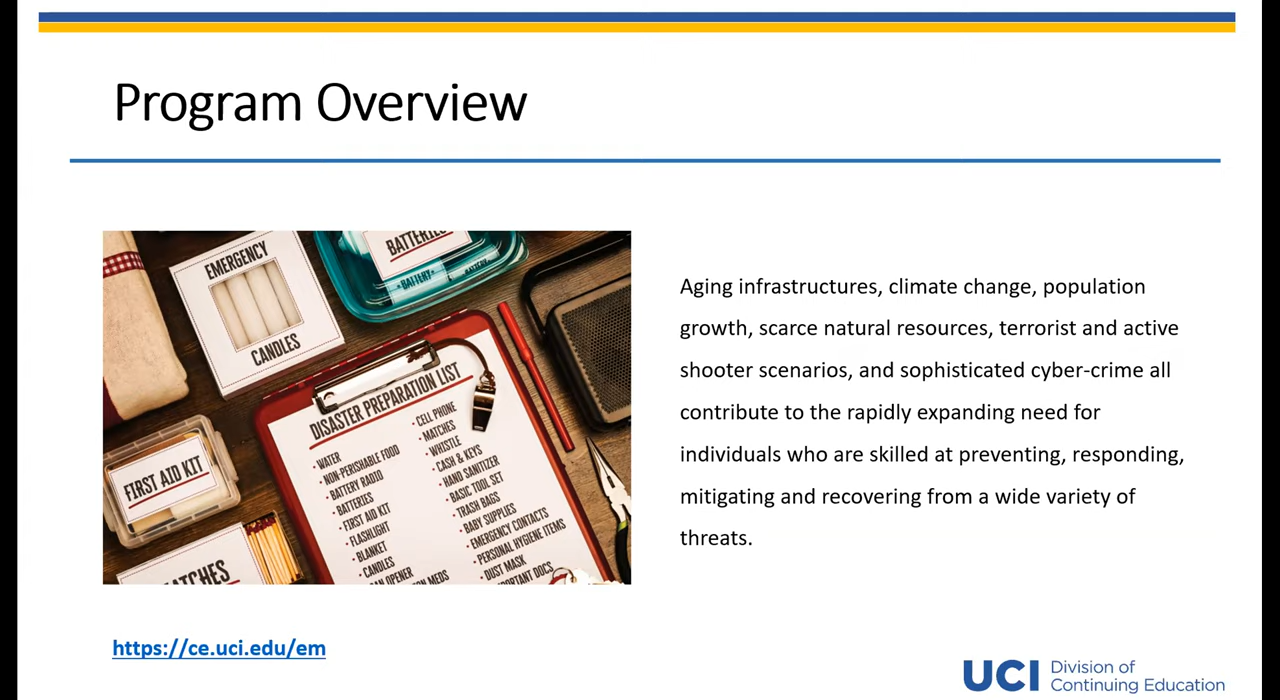 Program Overview
EMERGENCY
CANDLES
BATTERIES
BATTERY
BATTERY
FIRST AID KIT
DISASTER PREPARATION LIST
• WATER
• NON-PERISHABLE FOOD
• BATTERY RADIO
• BATTERIES
• FIRST AID KIT
• FLASHLIGHT
• BLANKET
• CANDLES
OPENER
• CELL PHONE
• MATCHES
• WHISTLE
• CASH & KEYS
• HAND SANITIZER
• BASIC TOOL SET
• TRASH BAGS
• BABY SUPPLIES
• EMERGENCY CONTACTS
• PERSONAL HYGIENE ITEMS
• DUST MASK
DOCS
MEDS
Aging infrastructures, climate change, population
growth, scarce natural resources, terrorist and active
shooter scenarios, and sophisticated cyber-crime all
contribute to the rapidly expanding need for
individuals who are skilled at preventing, responding,
mitigating and recovering from a wide variety of
threats.
https://ce.uci.edu/em
UCI Division of
Continuing Education